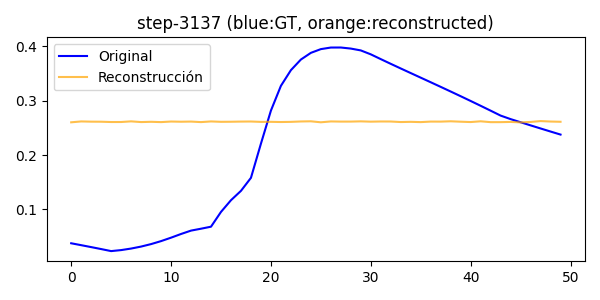 step-3137 (blue:GT, orange:reconstructed)
Original
Reconstrucción
0.4
0.3
0.2
0.1
0 10 20 30 40 50